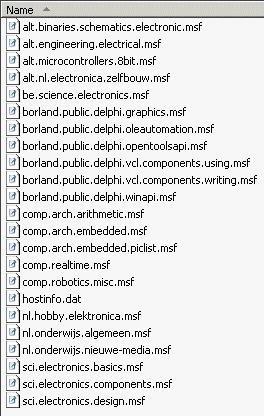 Name
alt.binaries.schematics.electronic.msf
alt.engineering.electrical.msf
alt.microcontrollers.8bit.msf
alt.nl.electronica.zelfbouw.msf
be.science.electronics.msf
borland.public.delphi.graphics.msf
borland.public.delphi.oleautomation.msf
borland.public.delphi.opentoolsapi.msf
borland.public.delphi.vcl.components.using.msf
borland.public.delphi.vcl.components.writing.msf
borland.public.delphi.winapi.msf
comp.arch.arithmetic.msf
comp.arch.embedded.msf
comp.arch.embedded.piclist.msf
comp.realtime.msf
comp.robotics.misc.msf
hostinfo.dat
nl.hobby.elektronica.msf
nl.onderwijs.algemeen.msf
nl.onderwijs.nieuwe-media.msf
sci.electronics.basics.msf
sci.electronics.components.msf
sci.electronics.design.msf